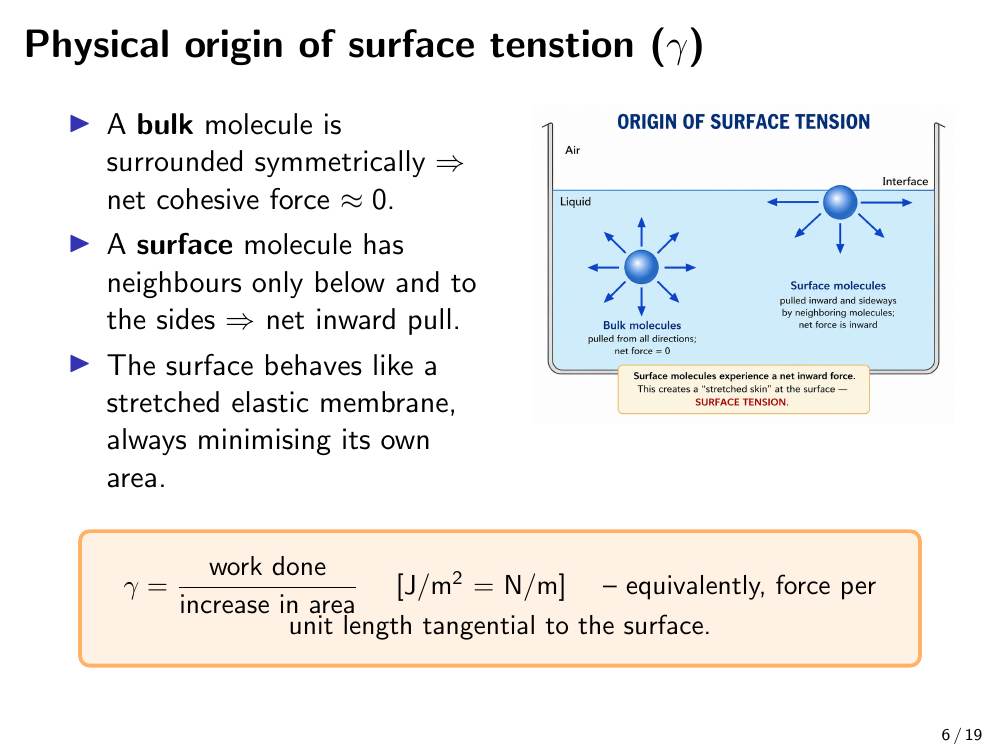 Physical origin of surface tenstion (γ)
▶ A bulk molecule is
surrounded symmetrically ⇒
net cohesive force ≈ 0.
▶ A surface molecule has
neighbours only below and to
the sides ⇒ net inward pull.
▶ The surface behaves like a
stretched elastic membrane,
always minimising its own
area.
ORIGIN OF SURFACE TENSION
Air
Interface
Liquid
Bulk molecules
pulled from all directions;
net force = 0
Surface molecules
pulled inward and sideways
by neighboring molecules;
net force is inward
Surface molecules experience a net inward force.
This creates a “stretched skin” at the surface —
SURFACE TENSION.
γ = work done / increase in area [J/m² = N/m] – equivalently, force per
unit length tangential to the surface.
6 / 19